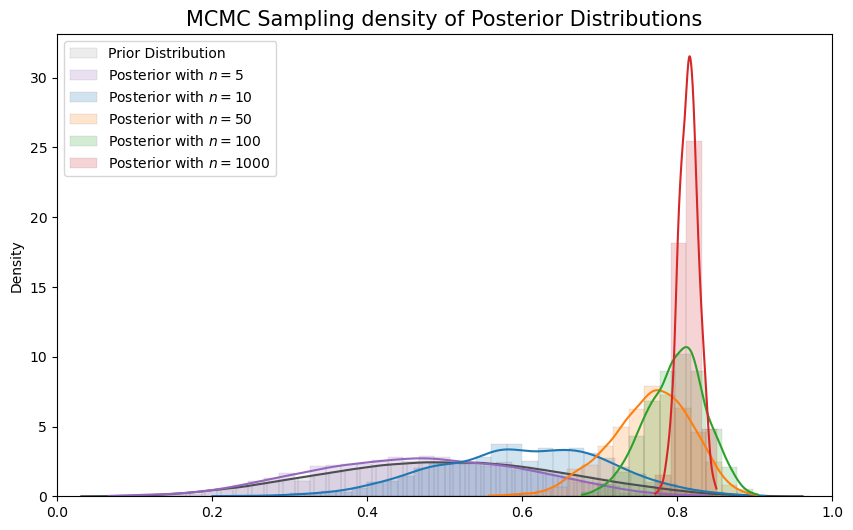 MCMC Sampling density of Posterior Distributions
Prior Distribution
Posterior with n = 5
Posterior with n = 10
Posterior with n = 50
Posterior with n = 100
Posterior with n = 1000
Density
30
25
20
15
10
5
0
0.0 0.2 0.4 0.6 0.8 1.0